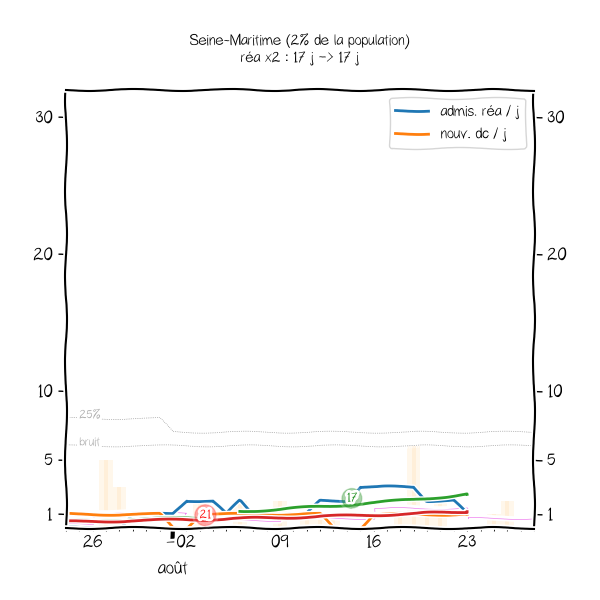 Seine-Maritime (2% de la population)
réa x2 : 17 j -> 17 j
admis. réa / j
nouv. dc / j
30 30
20 20
10 10
25%
bruit
5 5
17
21
1 1
26 02 09 16 23
août